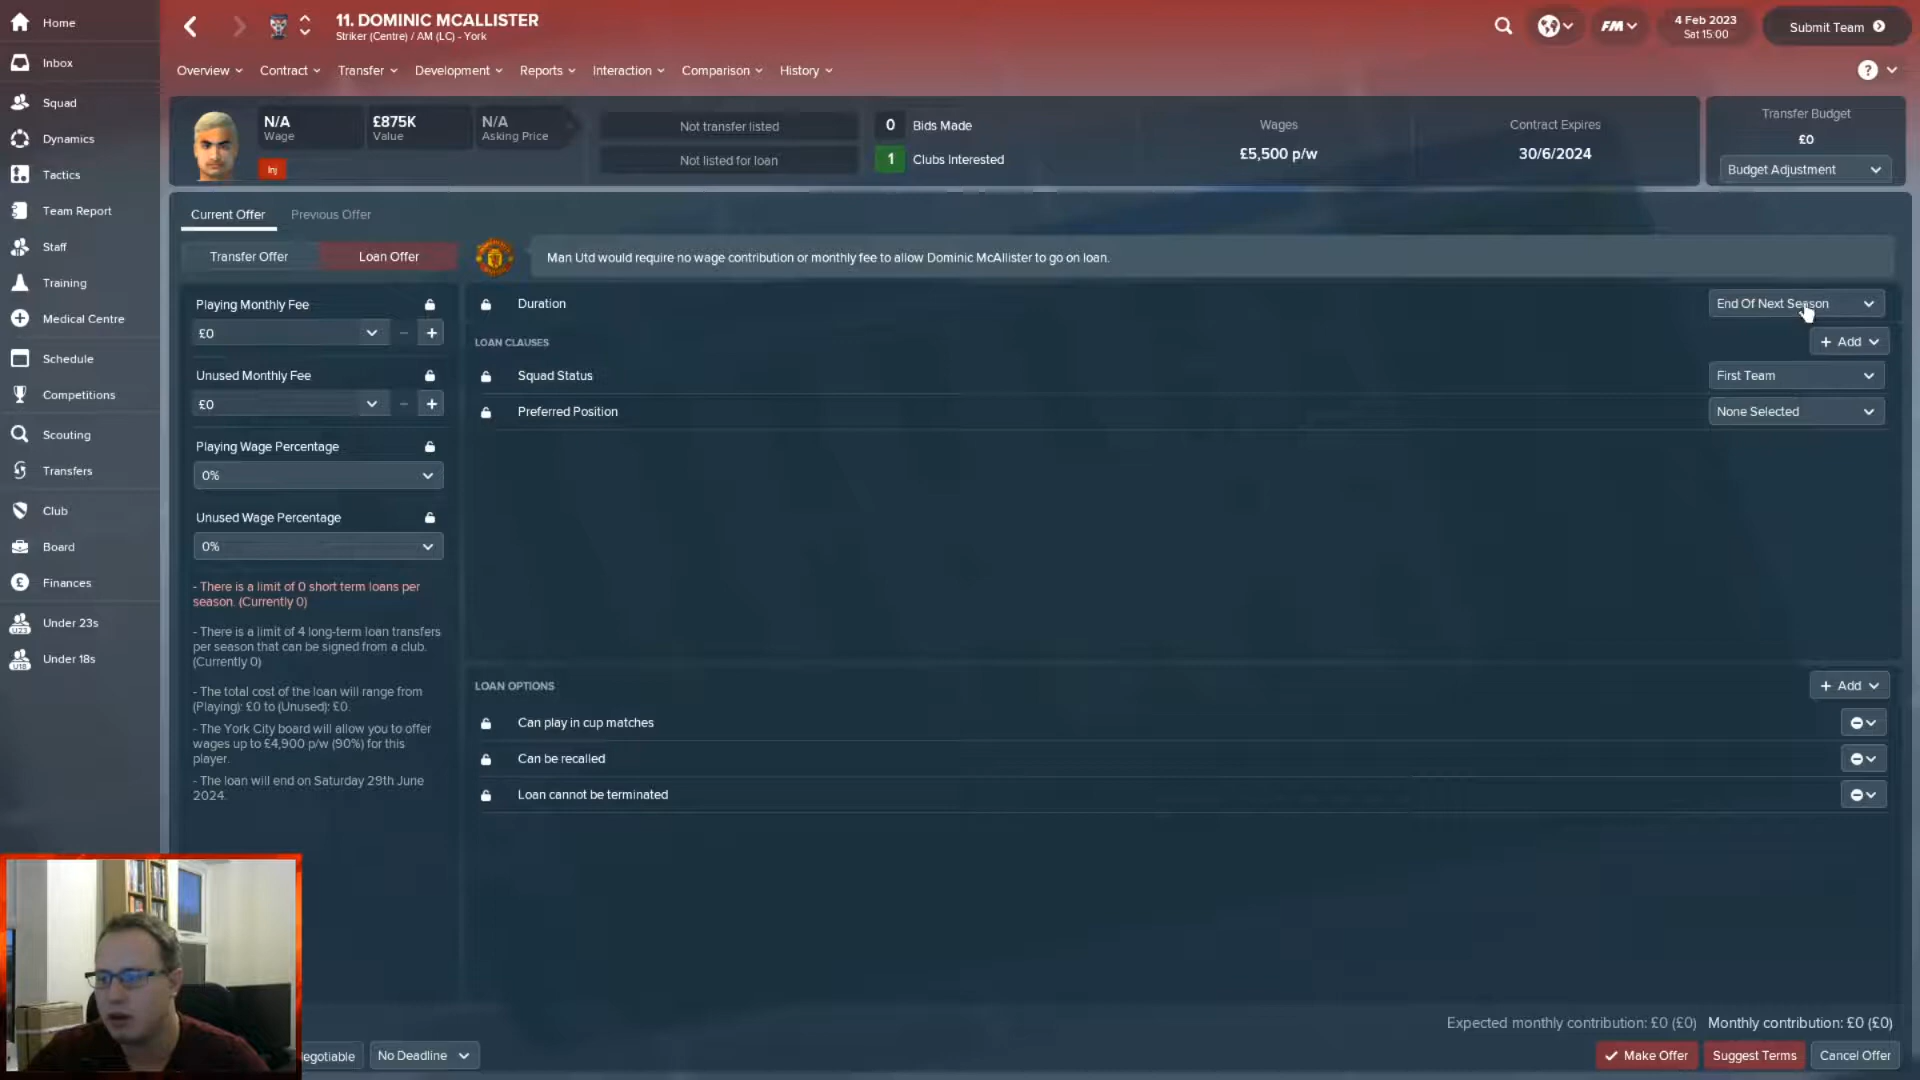 Home
11. DOMINIC MCALLISTER
Striker (Centre) / AM (LC) - York
FM
4 Feb 2023
Sat 15:00
Submit Team
Inbox
Squad
Dynamics
Tactics
Team Report
Staff
Training
Medical Centre
Schedule
Competitions
Scouting
Transfers
Club
Board
Finances
U23
Under 23s
U18
Under 18s
Overview
Contract
Transfer
Development
Reports
Interaction
Comparison
History
?
N/A
Wage
£875K
Value
N/A
Asking Price
Inj
Not transfer listed
Not listed for loan
0 Bids Made
1 Clubs Interested
Wages
£5,500 p/w
Contract Expires
30/6/2024
Transfer Budget
£0
Budget Adjustment
Current Offer
Previous Offer
Transfer Offer
Loan Offer
Man Utd would require no wage contribution or monthly fee to allow Dominic McAllister to go on loan.
Playing Monthly Fee
£0
Unused Monthly Fee
£0
Playing Wage Percentage
0%
Unused Wage Percentage
0%
- There is a limit of 0 short term loans per
season. (Currently 0)
- There is a limit of 4 long-term loan transfers
per season that can be signed from a club.
(Currently 0)
- The total cost of the loan will range from
(Playing): £0 to (Unused): £0.
- The York City board will allow you to offer
wages up to £4,900 p/w (90%) for this
player.
- The loan will end on Saturday 29th June
2024.
Duration
End Of Next Season
LOAN CLAUSES
+ Add
Squad Status
First Team
Preferred Position
None Selected
LOAN OPTIONS
+ Add
Can play in cup matches
Can be recalled
Loan cannot be terminated
Expected monthly contribution: £0 (£0)
Monthly contribution: £0 (£0)
egotiable
No Deadline
Make Offer
Suggest Terms
Cancel Offer